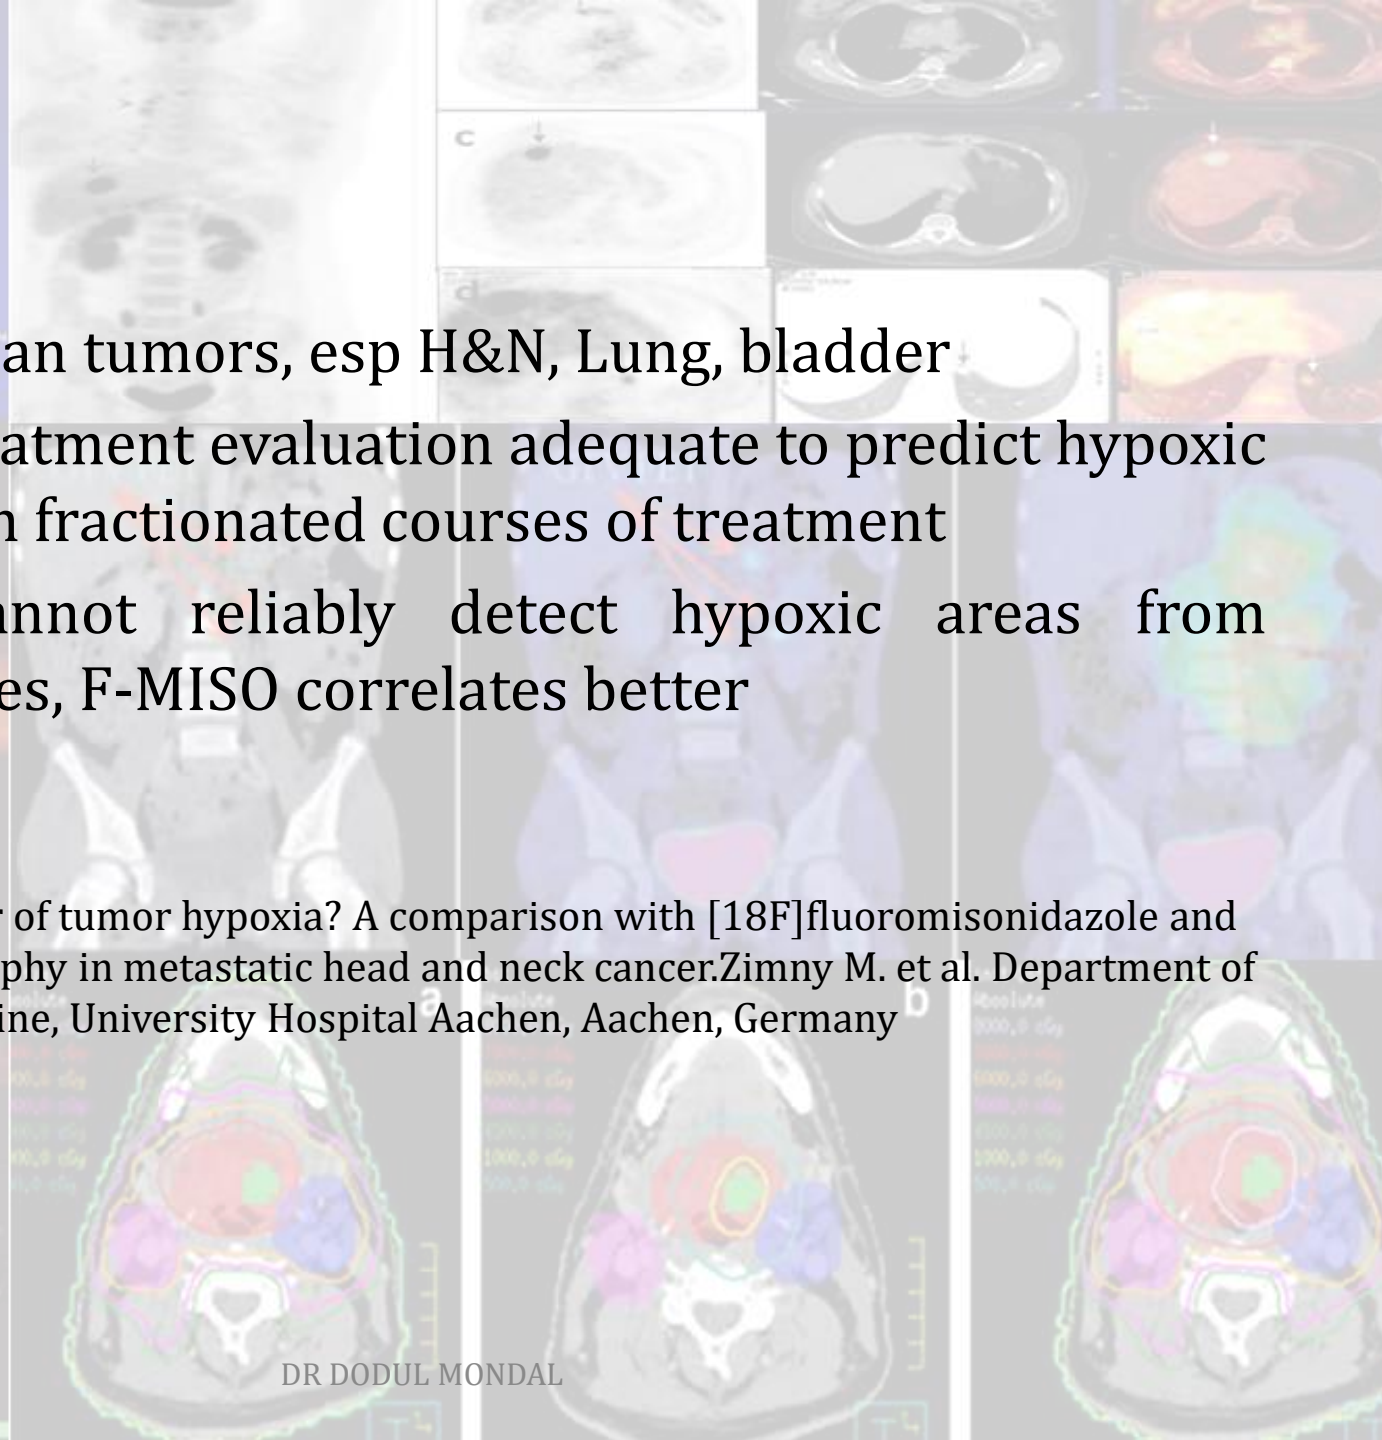 c
d
an tumors, esp H&N, Lung, bladder
atment evaluation adequate to predict hypoxic
n fractionated courses of treatment
annot reliably detect hypoxic areas from
es, F-MISO correlates better
r of tumor hypoxia? A comparison with [18F]fluoromisonidazole and
phy in metastatic head and neck cancer.Zimny M. et al. Department of
ine, University Hospital Aachen, Aachen, Germany
a
b
Absolute
DR DODUL MONDAL